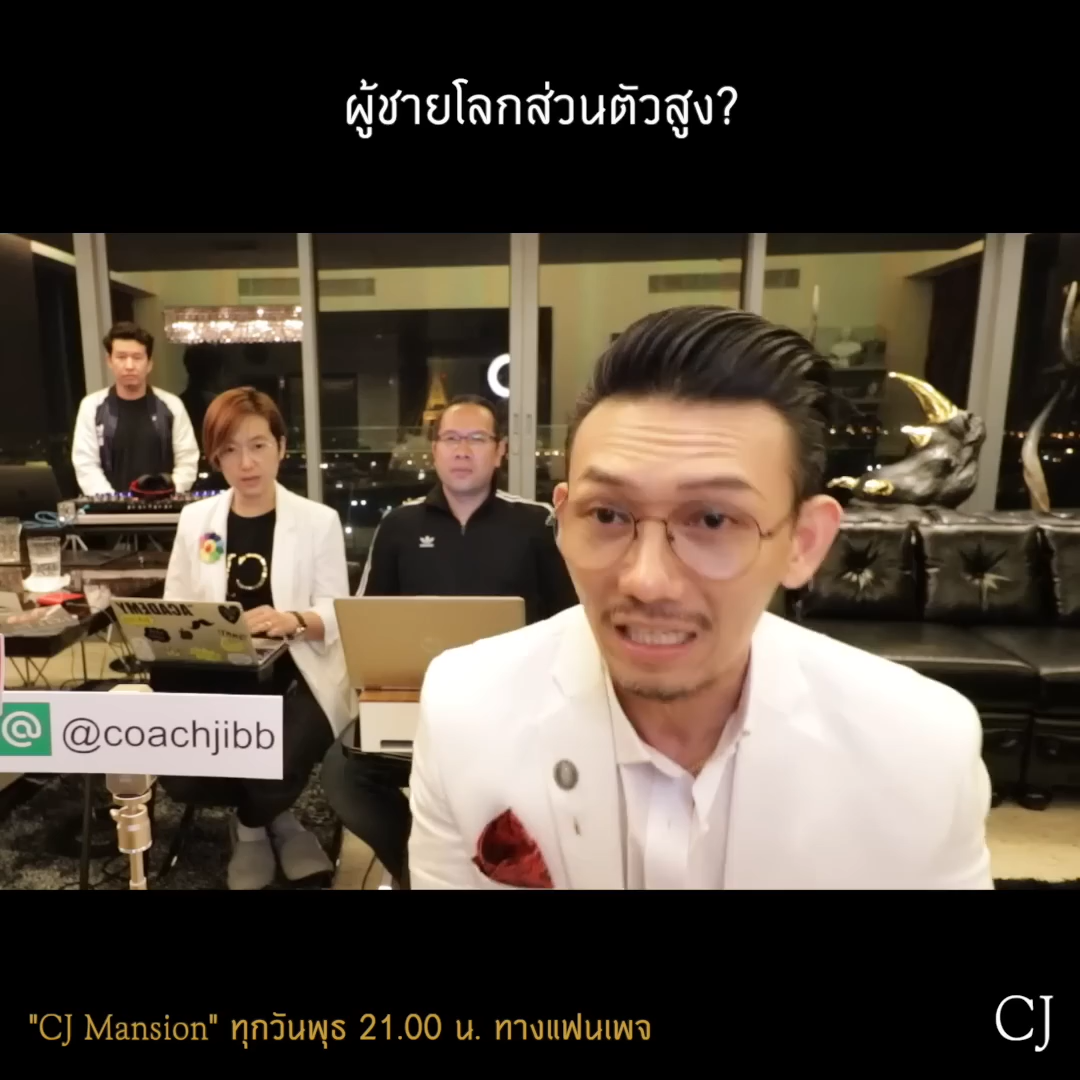 ผู้ชายโลกส่วนตัวสูง?
ACADEMY
@ @coachjibb
"CJ Mansion" ทุกวันพุธ 21.00 น. ทางแฟนเพจ
CJ